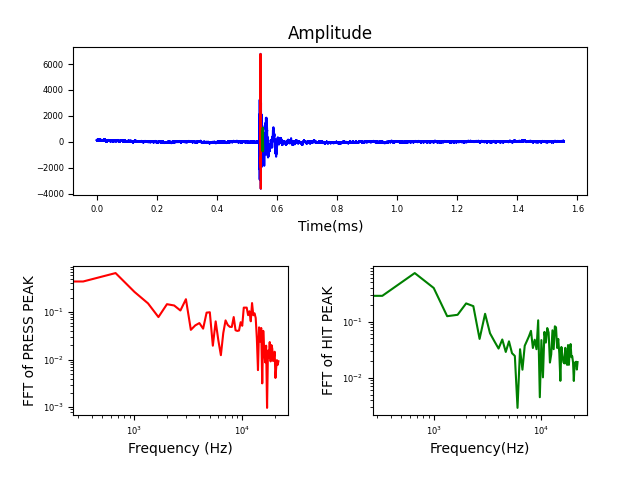 Amplitude
6000
4000
2000
0
−2000
−4000
0.0 0.2 0.4 0.6 0.8 1.0 1.2 1.4 1.6
Time(ms)
FFT of PRESS PEAK
10⁻¹
10⁻²
10⁻³
10³ 10⁴
Frequency (Hz)
FFT of HIT PEAK
10⁻¹
10⁻²
10³ 10⁴
Frequency(Hz)